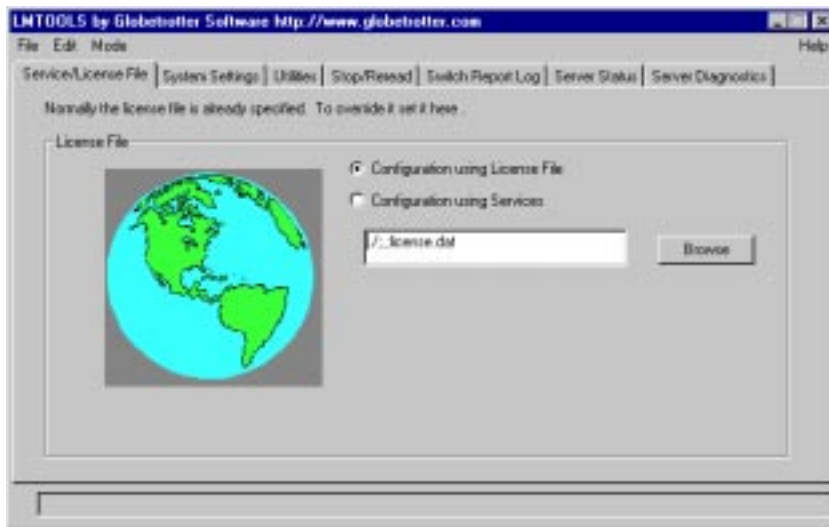 LMTOOLS by Globetrotter Software http://www.globetrotter.com
File Edit Mode Help
Service/License File System Settings Utilities Stop/Reread Switch Report Log Server Status Server Diagnostics
Normally the license file is already specified. To override it set it here .
License File
Configuration using License File
Configuration using Services
./;_license.dat
Browse